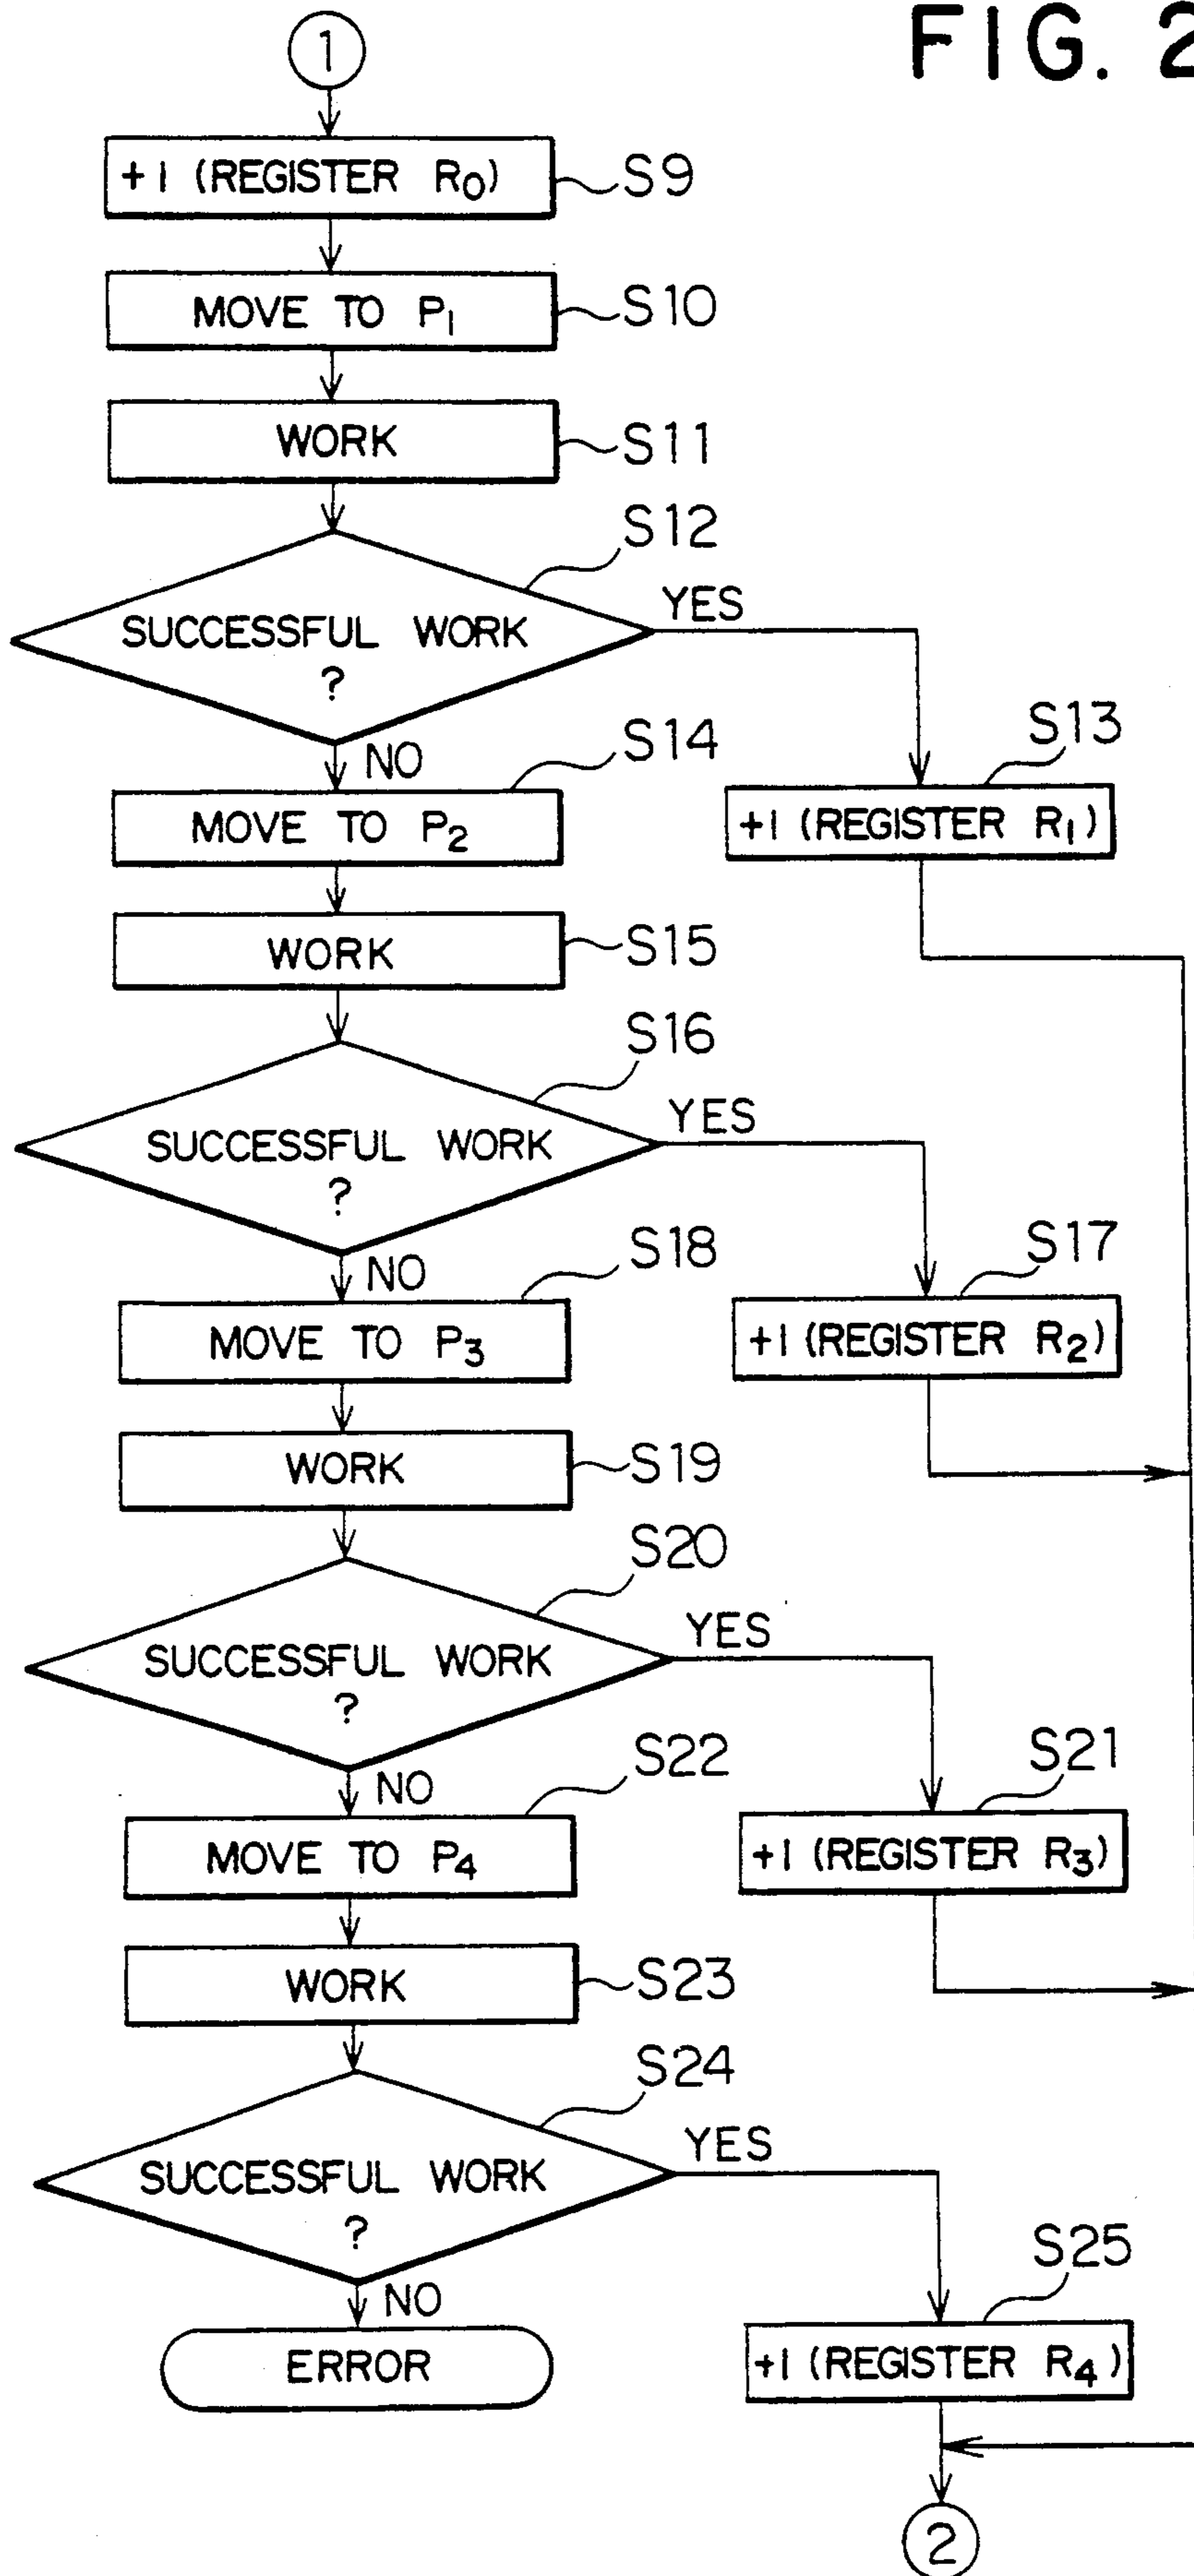 FIG. 2
1
+1 (REGISTER R0)
S9
MOVE TO P1
S10
WORK
S11
S12
SUCCESSFUL WORK
?
YES
NO
S14
S13
MOVE TO P2
+1 (REGISTER R1)
WORK
S15
S16
SUCCESSFUL WORK
?
YES
NO
S18
S17
MOVE TO P3
+1 (REGISTER R2)
WORK
S19
S20
SUCCESSFUL WORK
?
YES
NO
S22
S21
MOVE TO P4
+1 (REGISTER R3)
WORK
S23
S24
SUCCESSFUL WORK
?
YES
NO
S25
ERROR
+1 (REGISTER R4)
2